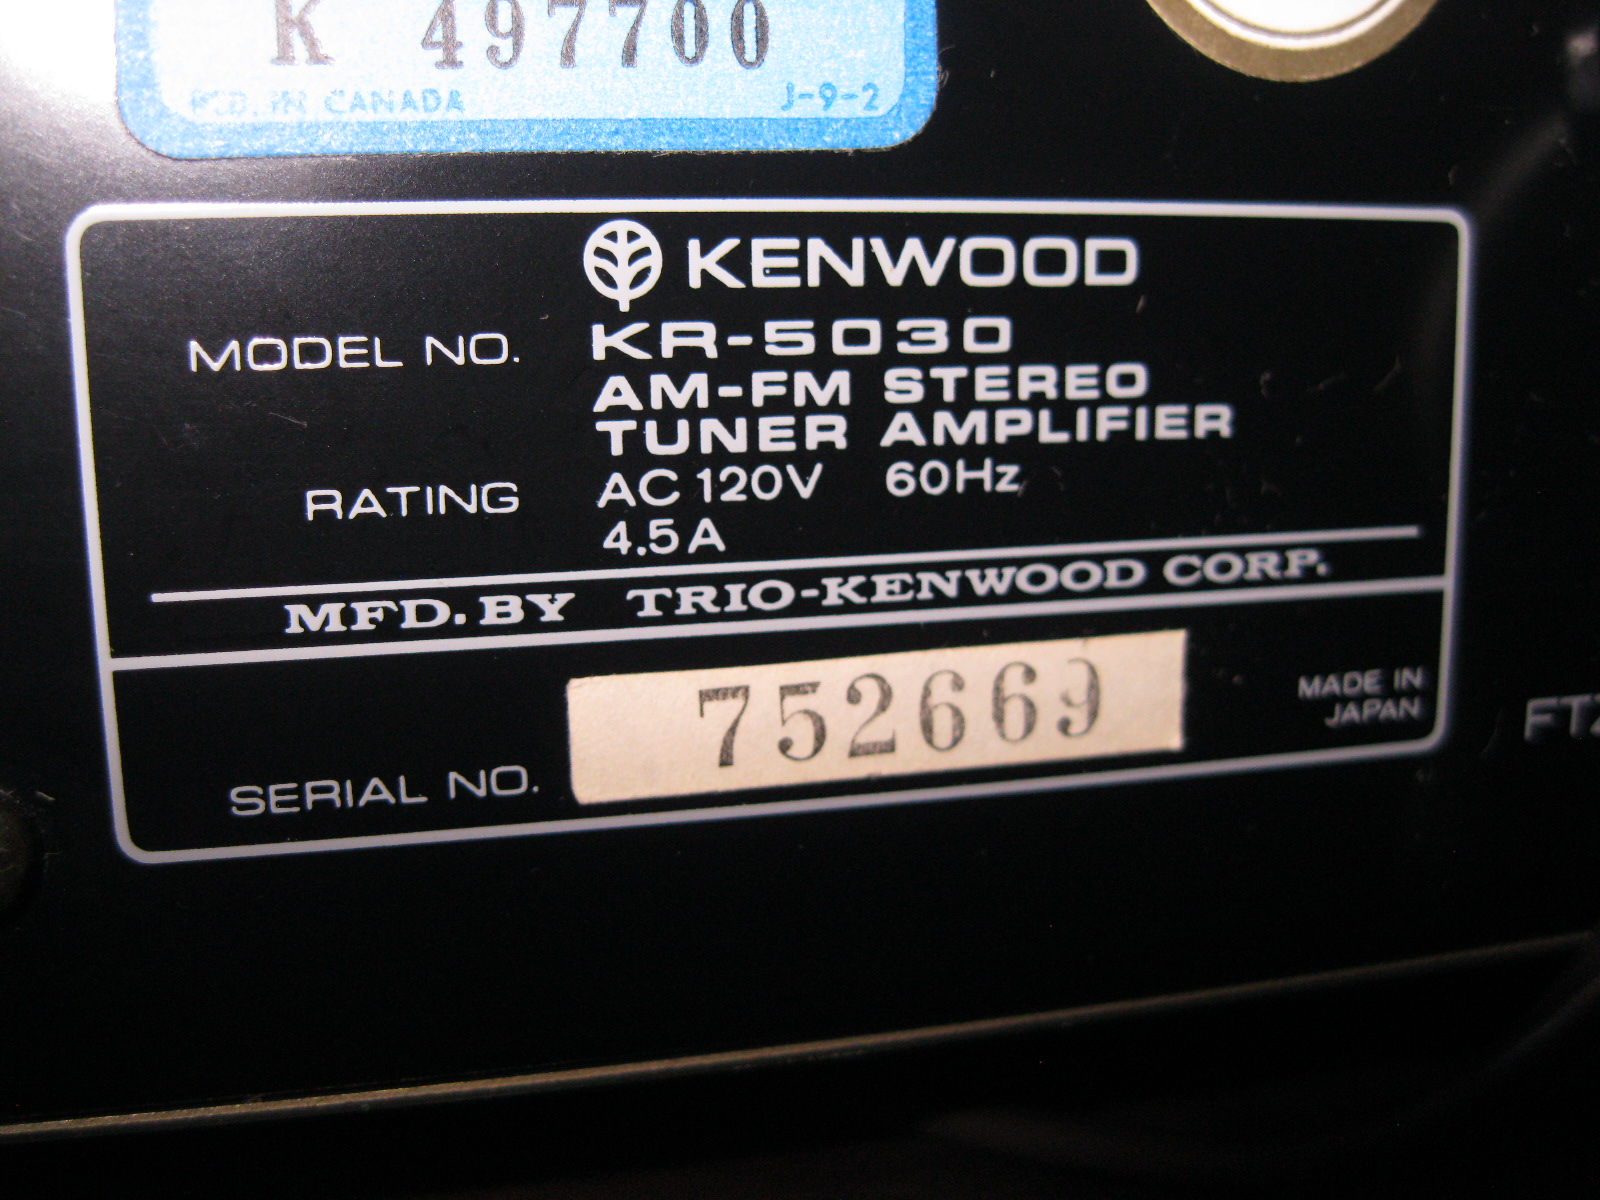 K 497700
IN CANADA J-9-2
KENWOOD
MODEL NO. KR-5030
AM-FM STEREO
TUNER AMPLIFIER
RATING AC 120V 60Hz
4.5A
MFD. BY TRIO-KENWOOD CORP.
SERIAL NO. 752669
MADE IN
JAPAN